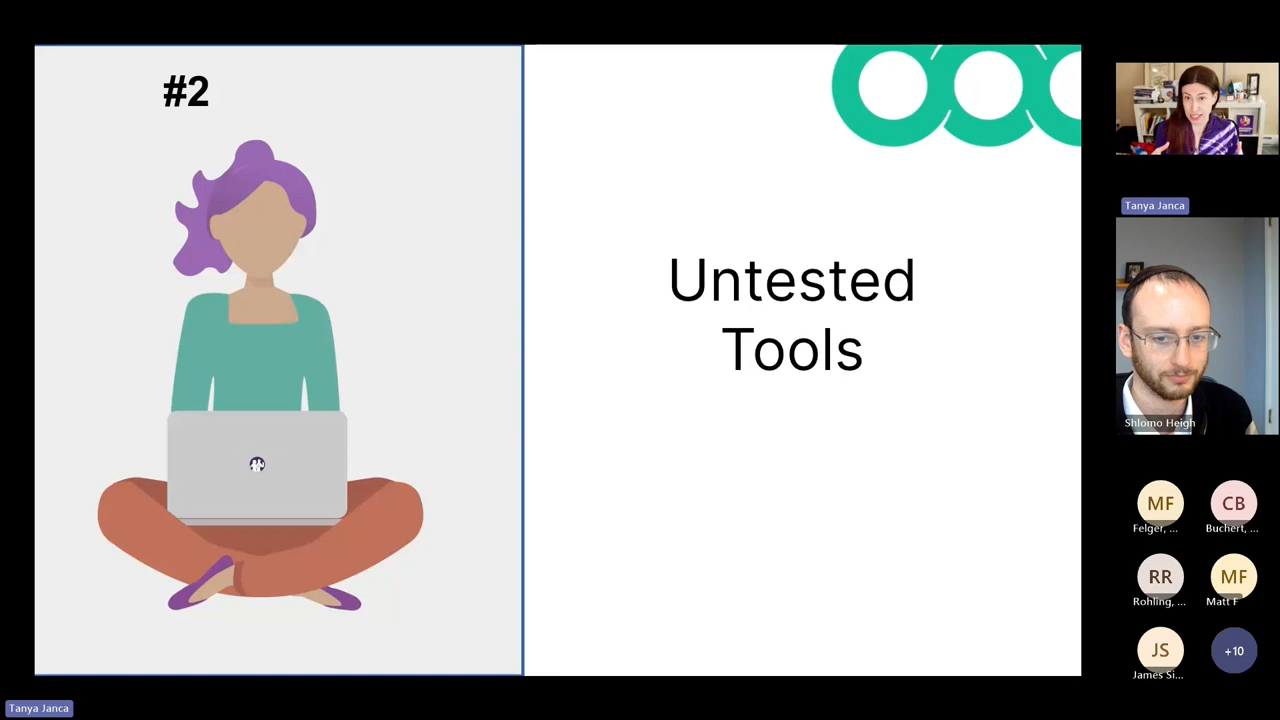 #2
Untested
Tools
Tanya Janca
Shlomo Heigh
MF
Felger, ...
CB
Buchert, ...
RR
Rohling, ...
MF
Matt F
JS
James Si...
+10
Tanya Janca